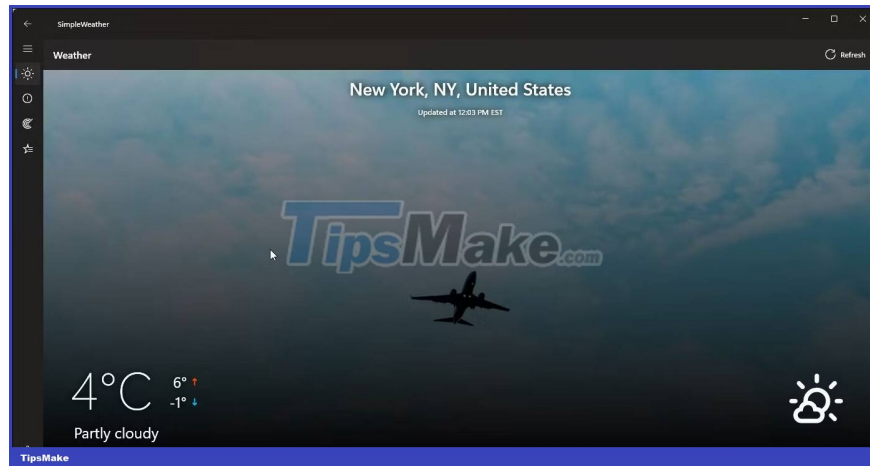 SimpleWeather
Weather
Refresh
New York, NY, United States
Updated at 12:03 PM EST
TipsMake.com
4°C
6° ↑
-1° ↓
Partly cloudy
TipsMake